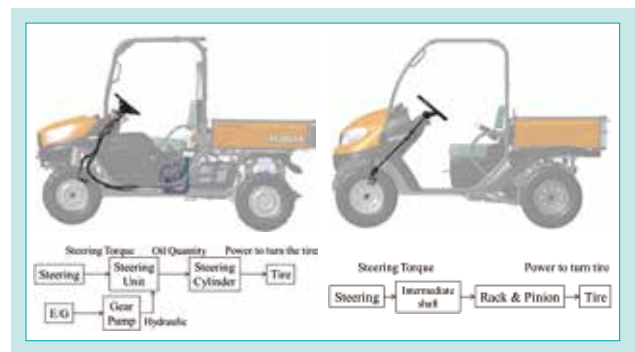 Steering Torque Oil Quantity Power to turn the tire
Steering
Steering
Unit
Steering
Cylinder
Tire
E/G
Gear
Pump
Hydraulic
Steering Torque Power to turn tire
Steering
Intermediate
shaft
Rack & Pinion
Tire